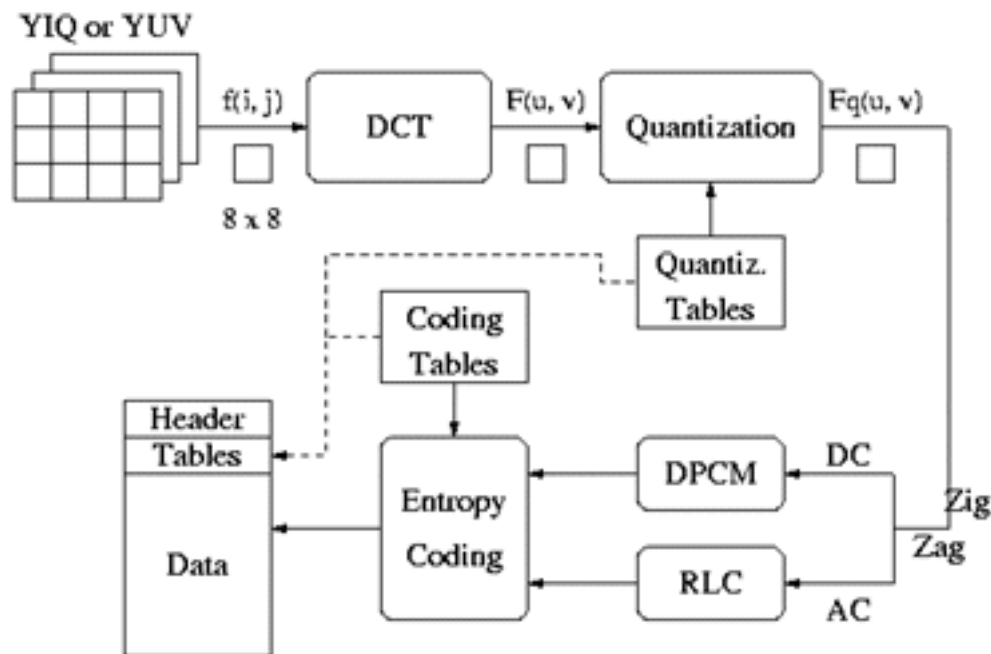 YIQ or YUV
f(i, j)
8 x 8
DCT
F(u, v)
Quantization
Fq(u, v)
Quantiz.
Tables
Coding
Tables
Header
Tables
Data
Entropy
Coding
DPCM
RLC
DC
AC
Zig
Zag